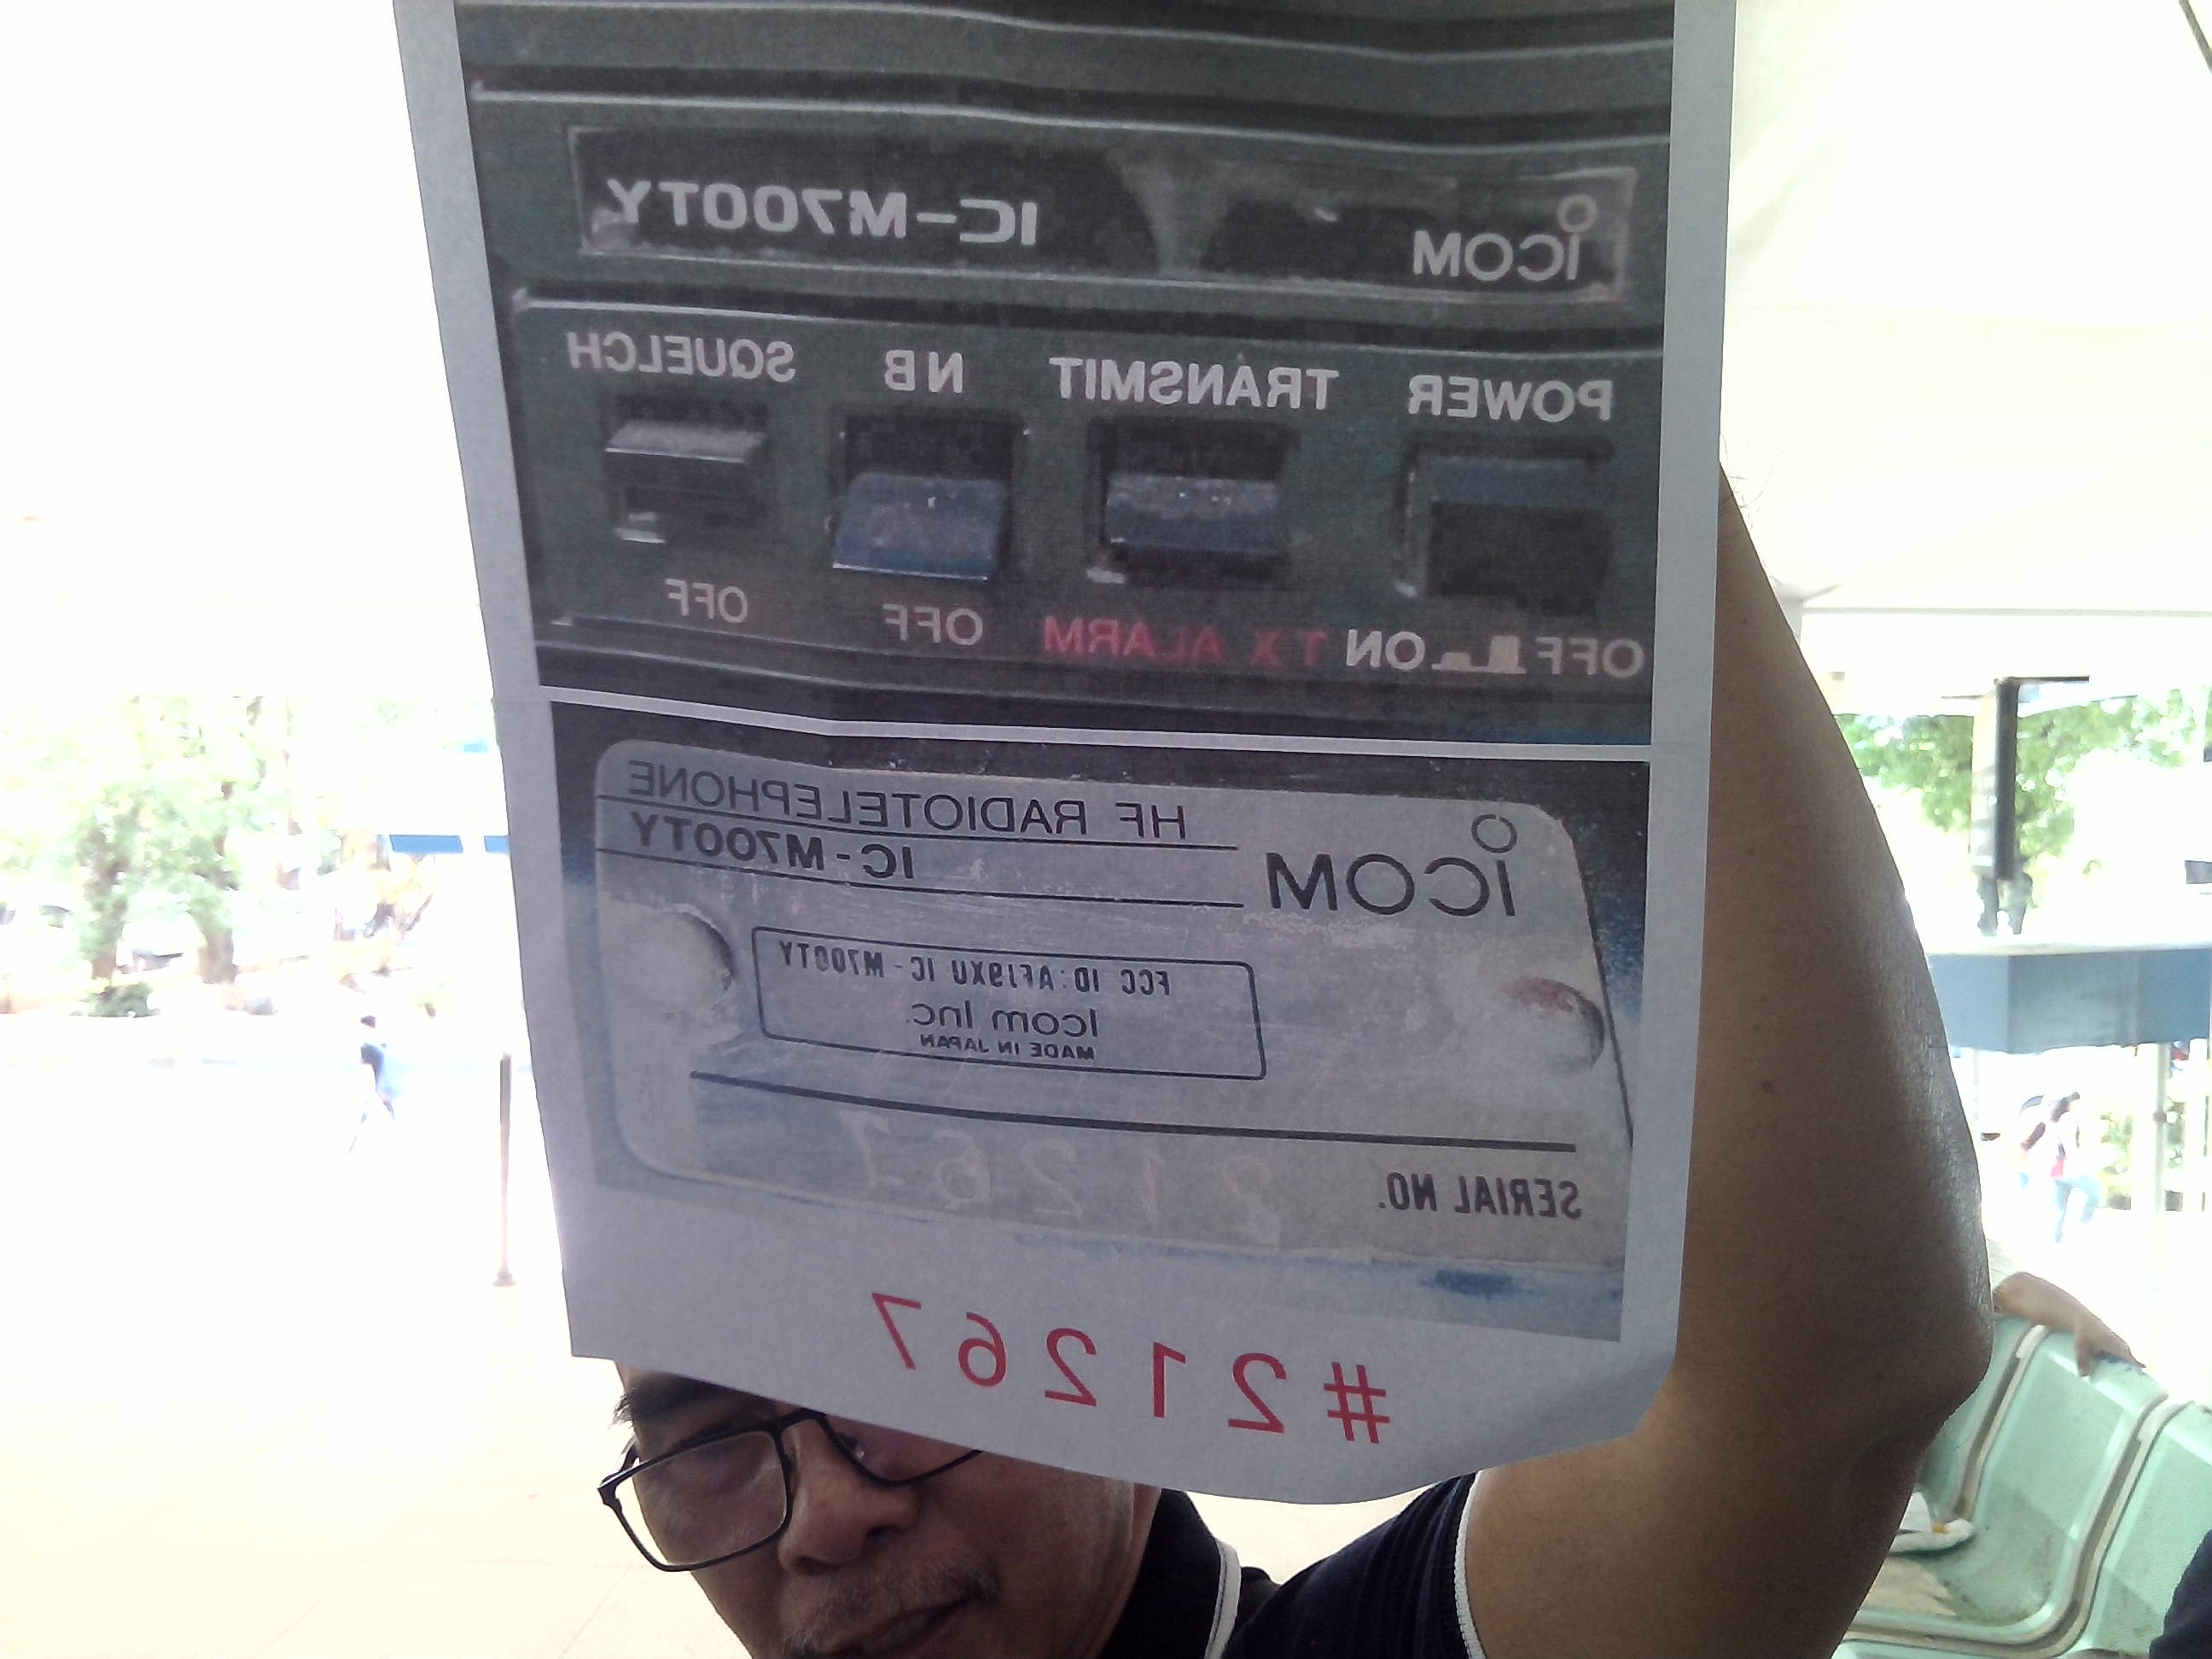 ICOM IC-M700TY
POWER TRANSMIT NB SQUELCH
OFF ON TX ALARM OFF OFF
ICOM
HF RADIOTELEPHONE
IC-M700TY
FCC ID: AFJ9XU IC-M700TY
Icom Inc.
MADE IN JAPAN
SERIAL NO. 21267
#21267